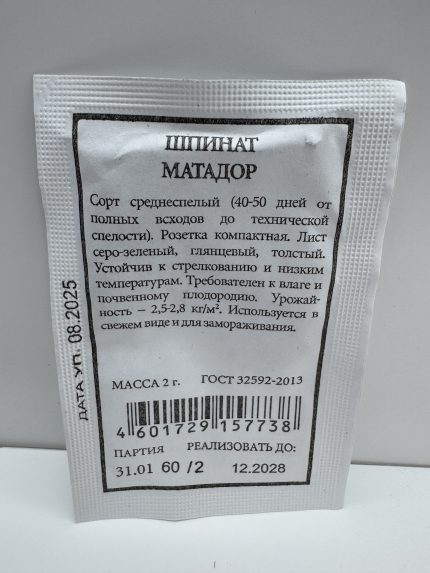 ШПИНАТ
МАТАДОР
Сорт среднеспелый (40-50 дней от
полных всходов до технической
спелости). Розетка компактная. Лист
серо-зеленый, глянцевый, толстый.
Устойчив к стрелкованию и низким
температурам. Требователен к влаге и
почвенному плодородию. Урожай-
ность – 2,5-2,8 кг/м². Используется в
свежем виде и для замораживания.
МАССА 2 г. ГОСТ 32592-2013
4 601729 157738
ПАРТИЯ РЕАЛИЗОВАТЬ ДО:
31.01 60 /2 12.2028
ДАТА УП. 08.2025